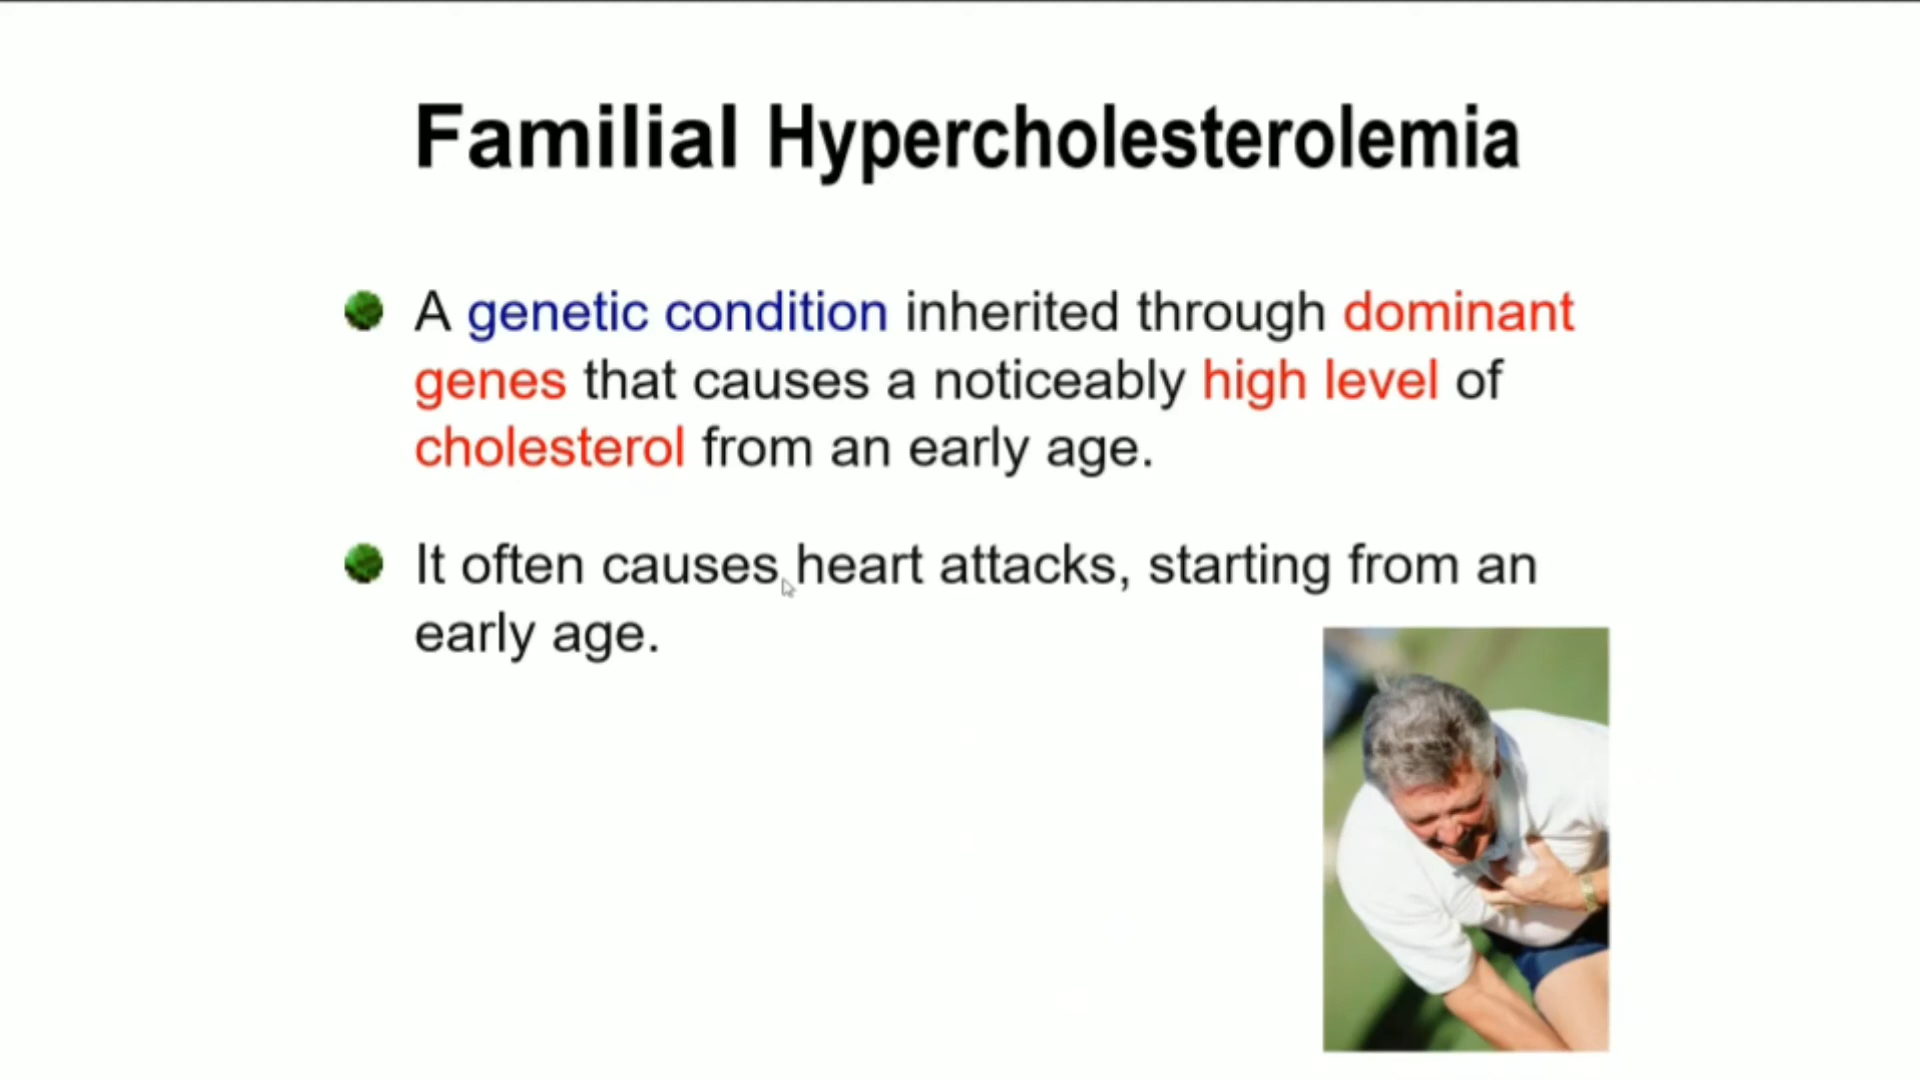 Familial Hypercholesterolemia
A genetic condition inherited through dominant
genes that causes a noticeably high level of
cholesterol from an early age.
It often causes heart attacks, starting from an
early age.